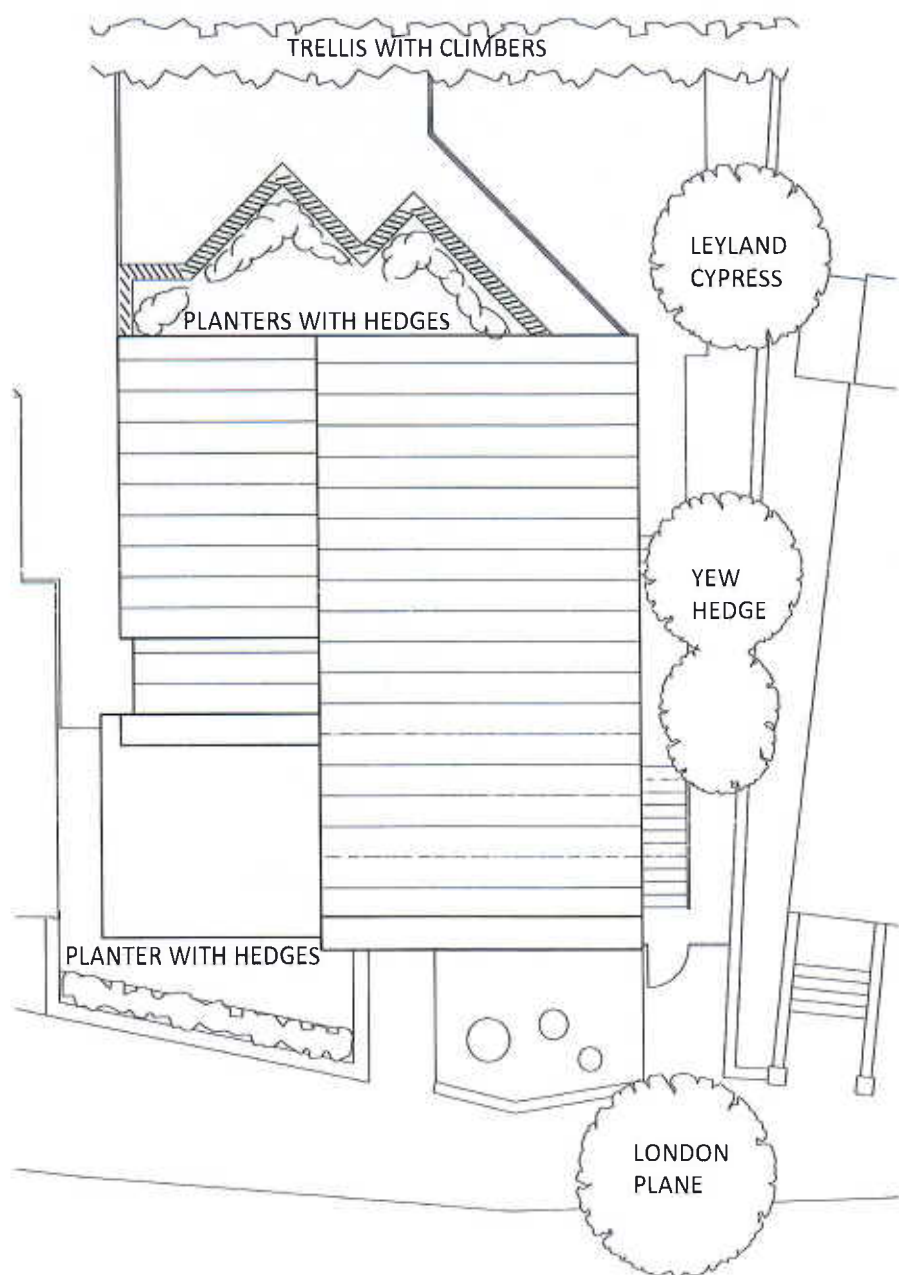 TRELLIS WITH CLIMBERS
LEYLAND
CYPRESS
PLANTERS WITH HEDGES
YEW
HEDGE
PLANTER WITH HEDGES
LONDON
PLANE